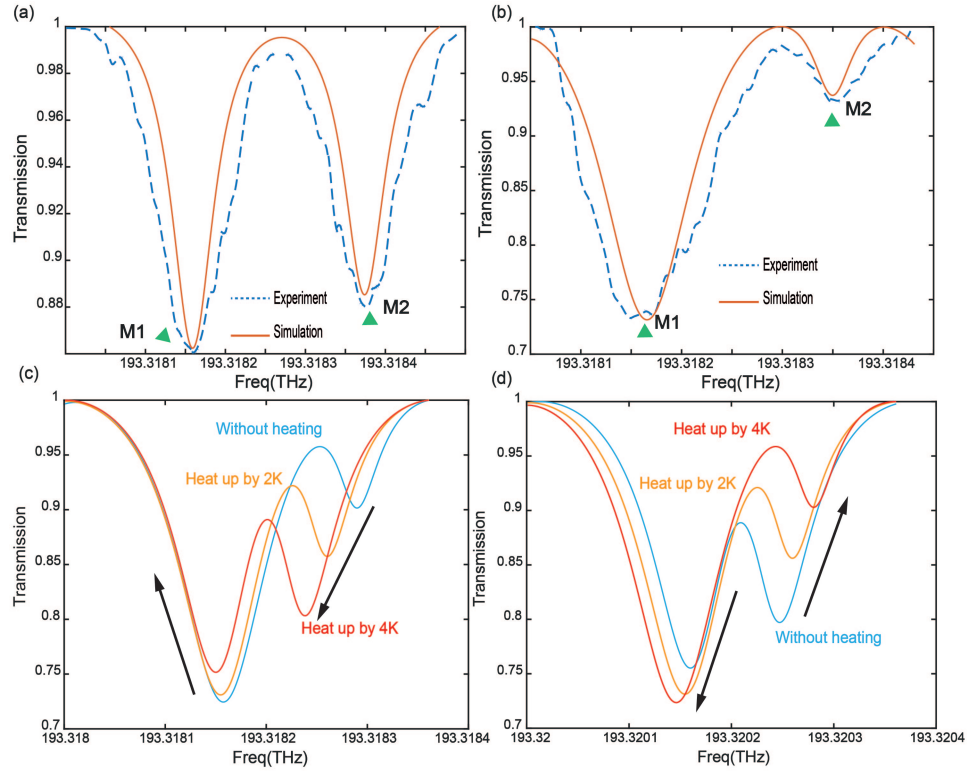 (a)
1
0.98
0.96
0.94
0.92
0.9
0.88
Transmission
M1
M2
Experiment
Simulation
193.3181
193.3182
193.3183
193.3184
Freq(THz)
(b)
1
0.95
0.9
0.85
0.8
0.75
0.7
Transmission
M2
M1
Experiment
Simulation
193.3181
193.3182
193.3183
193.3184
Freq(THz)
(c)
1
0.95
0.9
0.85
0.8
0.75
0.7
Transmission
Without heating
Heat up by 2K
Heat up by 4K
193.318
193.3181
193.3182
193.3183
193.3184
Freq(THz)
(d)
1
0.95
0.9
0.85
0.8
0.75
0.7
Transmission
Heat up by 4K
Heat up by 2K
Without heating
193.32
193.3201
193.3202
193.3203
193.3204
Freq(THz)